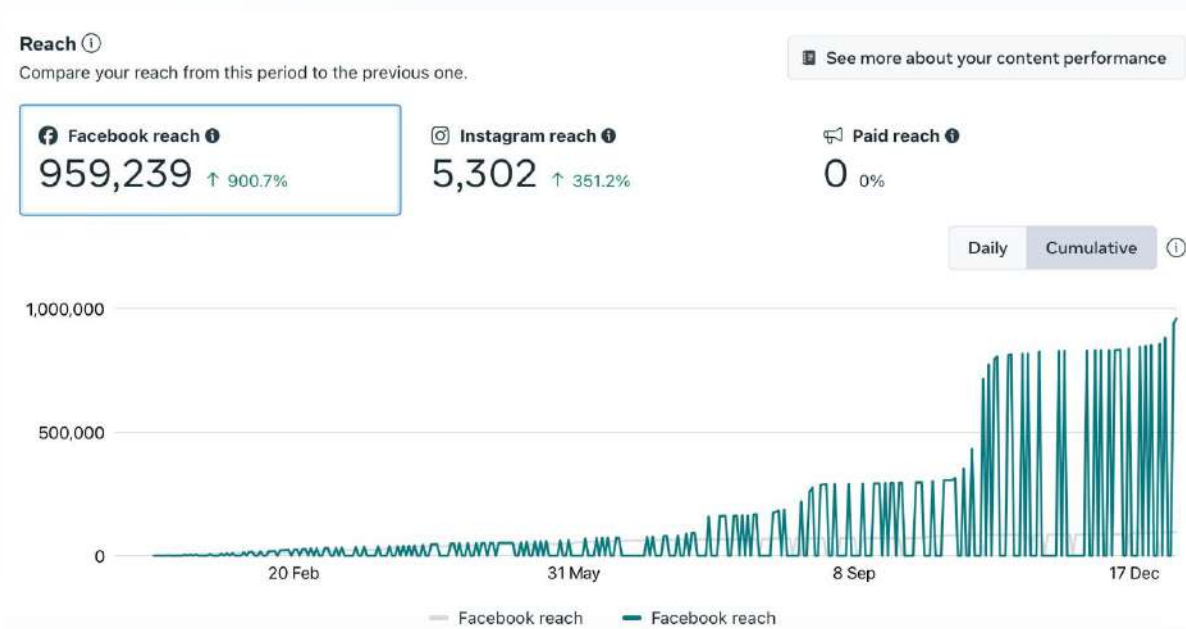 Reach
Compare your reach from this period to the previous one.
See more about your content performance
Facebook reach
959,239 ↑ 900.7%
Instagram reach
5,302 ↑ 351.2%
Paid reach
0 0%
Daily Cumulative
1,000,000
500,000
0
20 Feb 31 May 8 Sep 17 Dec
Facebook reach Facebook reach